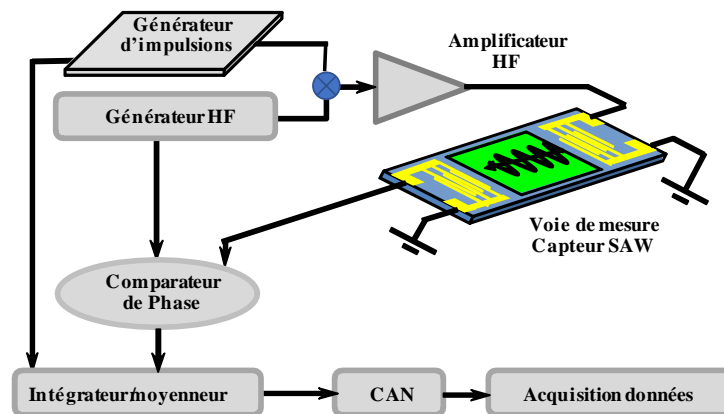 Générateur
d'impulsions
Amplificateur
HF
Générateur HF
Voie de mesure
Capteur SAW
Comparateur
de Phase
Intégrateur/moyenneur
CAN
Acquisition données